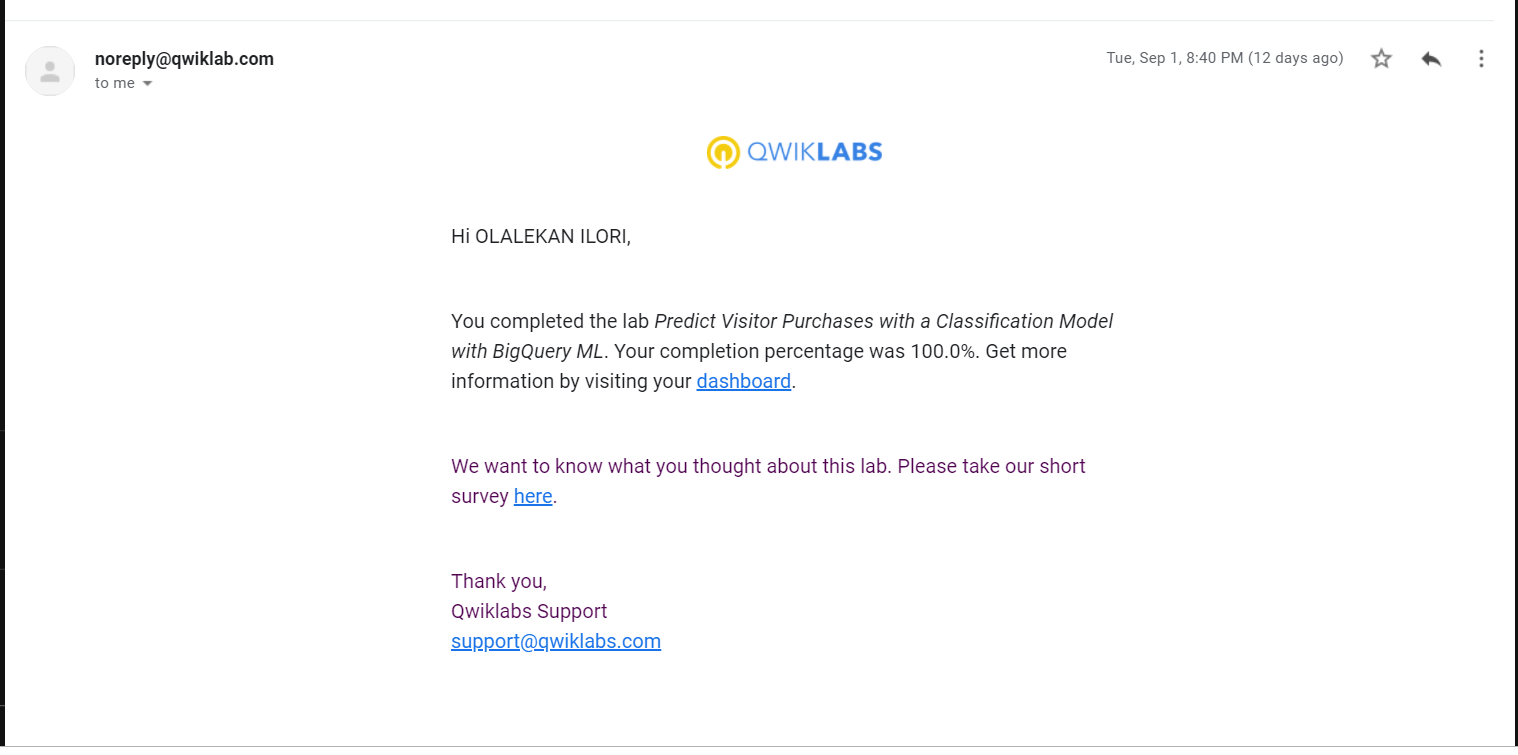 noreply@qwiklab.com
Tue, Sep 1, 8:40 PM (12 days ago)
to me
QWIKLABS
Hi OLALEKAN ILORI,
You completed the lab Predict Visitor Purchases with a Classification Model
with BigQuery ML. Your completion percentage was 100.0%. Get more
information by visiting your dashboard.
We want to know what you thought about this lab. Please take our short
survey here.
Thank you,
Qwiklabs Support
support@qwiklabs.com